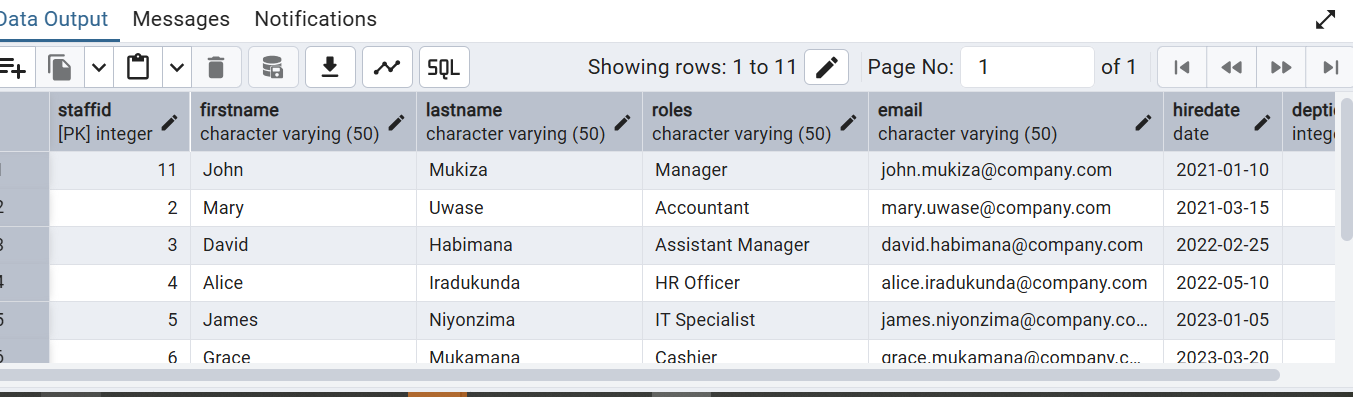 Data Output Messages Notifications
SQL Showing rows: 1 to 11 Page No: 1 of 1
staffid firstname lastname roles email hiredate
[PK] integer character varying (50) character varying (50) character varying (50) character varying (50) date
11 John Mukiza Manager john.mukiza@company.com 2021-01-10
2 2 Mary Uwase Accountant mary.uwase@company.com 2021-03-15
3 3 David Habimana Assistant Manager david.habimana@company.com 2022-02-25
4 4 Alice Iradukunda HR Officer alice.iradukunda@company.com 2022-05-10
5 5 James Niyonzima IT Specialist james.niyonzima@company.co... 2023-01-05
6 6 Grace Mukamana Cashier grace.mukamana@company.c... 2023-03-20